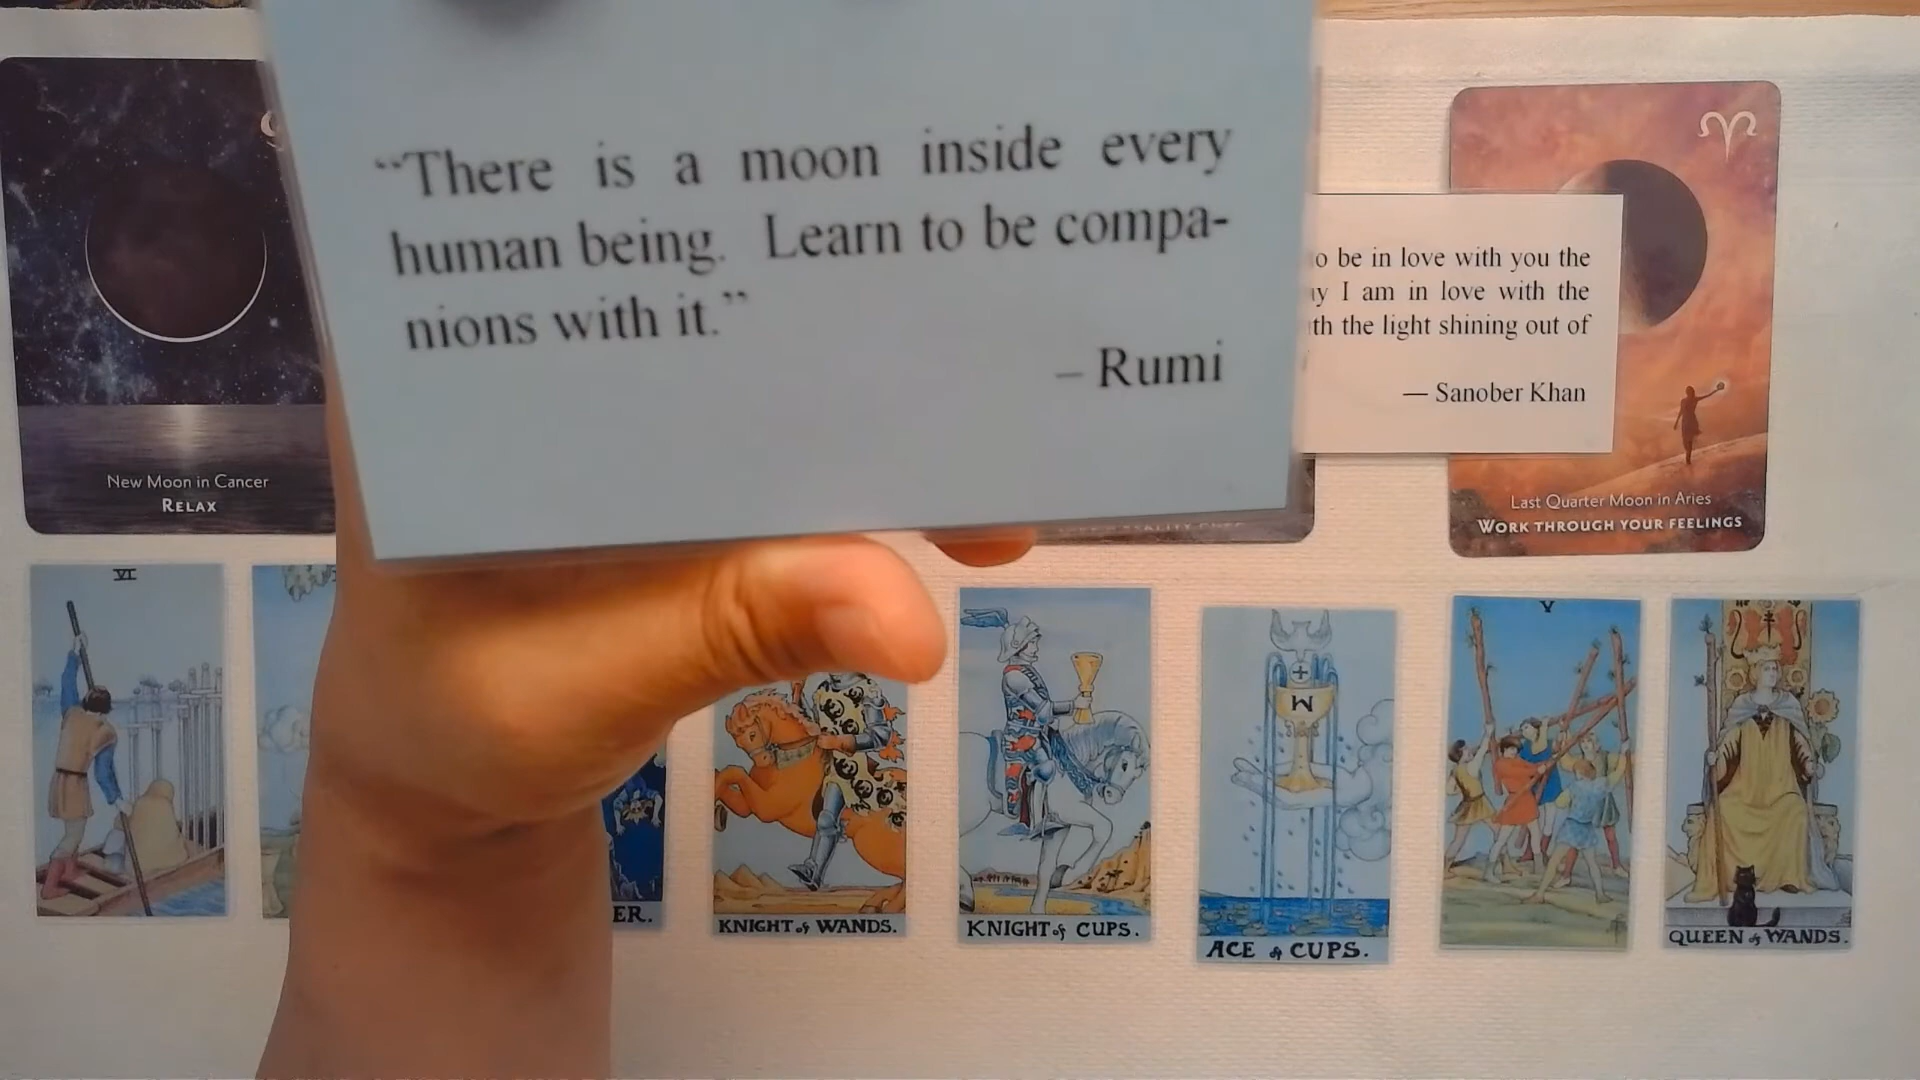 “There is a moon inside every
human being. Learn to be compa-
nions with it.”
– Rumi
o be in love with you the
y I am in love with the
th the light shining out of
— Sanober Khan
New Moon in Cancer
RELAX
Last Quarter Moon in Aries
WORK THROUGH YOUR FEELINGS
VI
V
W
ER.
KNIGHT of WANDS.
KNIGHT of CUPS.
ACE of CUPS.
QUEEN of WANDS.